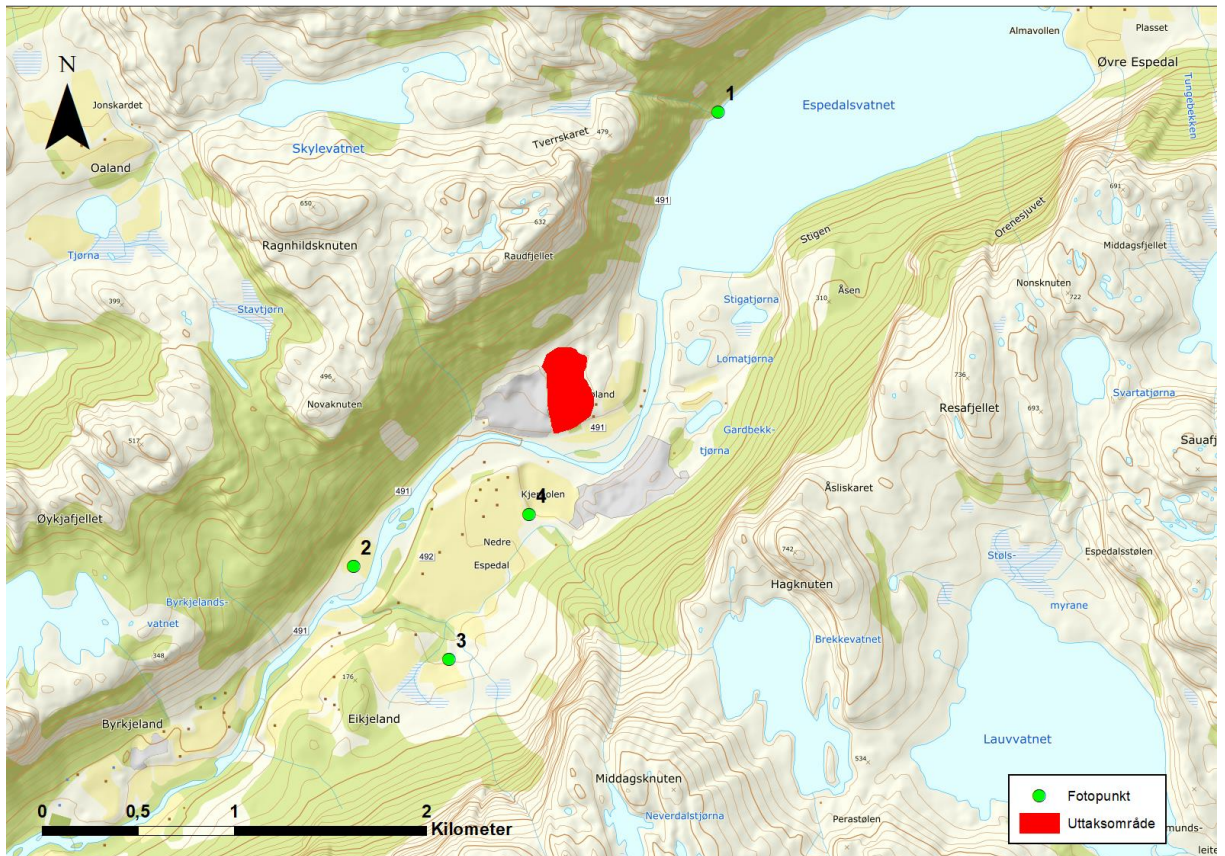 Almavollen
Plasset
Øvre Espedal
Tungebekken
N
1
Espedalsvatnet
Jonskardet
Skylevatnet
Tverrskaret
479
Oaland
691
650
491
Orenesjuvet
632
Stigen
Ragnhildsknuten
Middagsfjellet
Raudfjellet
Tjørna
Åsen
Nonsknuten
722
399
Stavtjørn
310
Stigatjørna
Lomatjørna
496
736
Novaknuten
Svartatjørna
Resafjellet
693
491
Gardbekk-
tjørna
517
Åsliskaret
491
4
Øykjafjellet
Nedre
Espedal
742
Støls-
Espedalsstølen
2
492
Hagknuten
Byrkjelands-
vatnet
myrane
491
3
Brekkevatnet
348
176
Byrkjeland
Eikjeland
Lauvvatnet
534
Middagsknuten
0 0,5 1 2
Kilometer
Neverdalstjørna
Perastølen
Fotopunkt
Uttaksområde